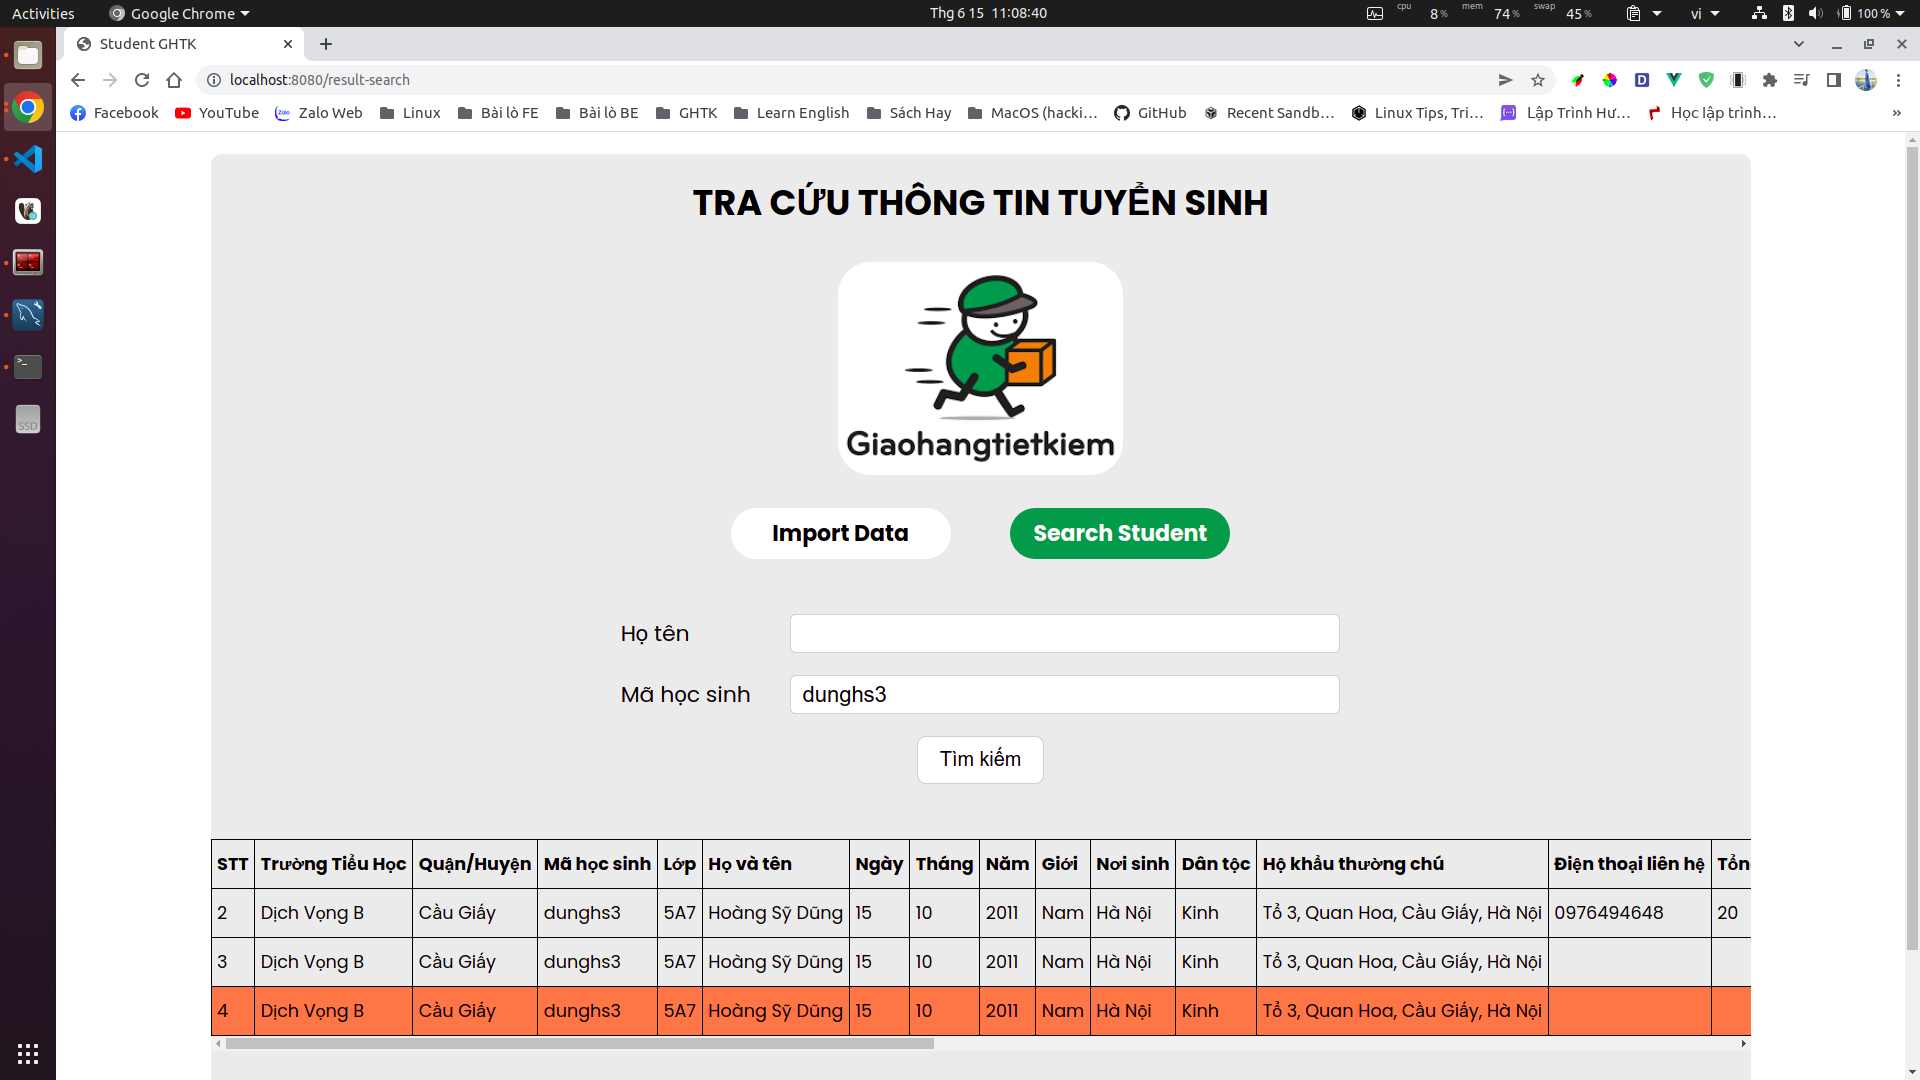 Activities Google Chrome Thg 6 15 11:08:40 cpu 8% mem 74% swap 45% vi 100%
Student GHTK
localhost:8080/result-search
Facebook YouTube Zalo Web Linux Bài lò FE Bài lò BE GHTK Learn English Sách Hay MacOS (hacki... GitHub Recent Sandb... Linux Tips, Tri... Lập Trình Hư... Học lập trình... »
TRA CỨU THÔNG TIN TUYỂN SINH
Giaohangtietkiem
Import Data Search Student
Họ tên
Mã học sinh dunghs3
Tìm kiếm
STT Trường Tiểu Học Quận/Huyện Mã học sinh Lớp Họ và tên Ngày Tháng Năm Giới Nơi sinh Dân tộc Hộ khẩu thường chú Điện thoại liên hệ
2 Dịch Vọng B Cầu Giấy dunghs3 5A7 Hoàng Sỹ Dũng 15 10 2011 Nam Hà Nội Kinh Tổ 3, Quan Hoa, Cầu Giấy, Hà Nội 0976494648 20
3 Dịch Vọng B Cầu Giấy dunghs3 5A7 Hoàng Sỹ Dũng 15 10 2011 Nam Hà Nội Kinh Tổ 3, Quan Hoa, Cầu Giấy, Hà Nội
4 Dịch Vọng B Cầu Giấy dunghs3 5A7 Hoàng Sỹ Dũng 15 10 2011 Nam Hà Nội Kinh Tổ 3, Quan Hoa, Cầu Giấy, Hà Nội
SSD